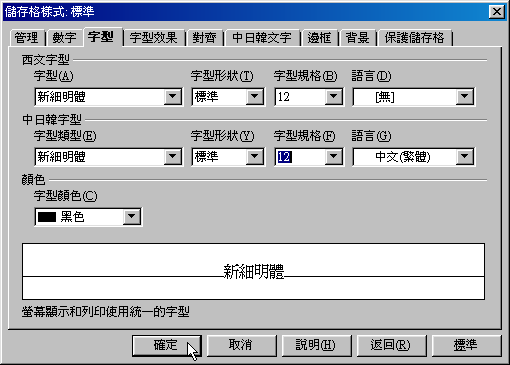 儲存格樣式: 標準
管理 數字 字型 字型效果 對齊 中日韓文字 邊框 背景 保護儲存格
西文字型
字型(A) 字型形狀(T) 字型規格(B) 語言(D)
新細明體 標準 12 [無]
中日韓字型
字型類型(E) 字型形狀(Y) 字型規格(F) 語言(G)
新細明體 標準 12 中文(繁體)
顏色
字型顏色(C)
黑色
新細明體
螢幕顯示和列印使用統一的字型
確定 取消 說明(H) 返回(R) 標準